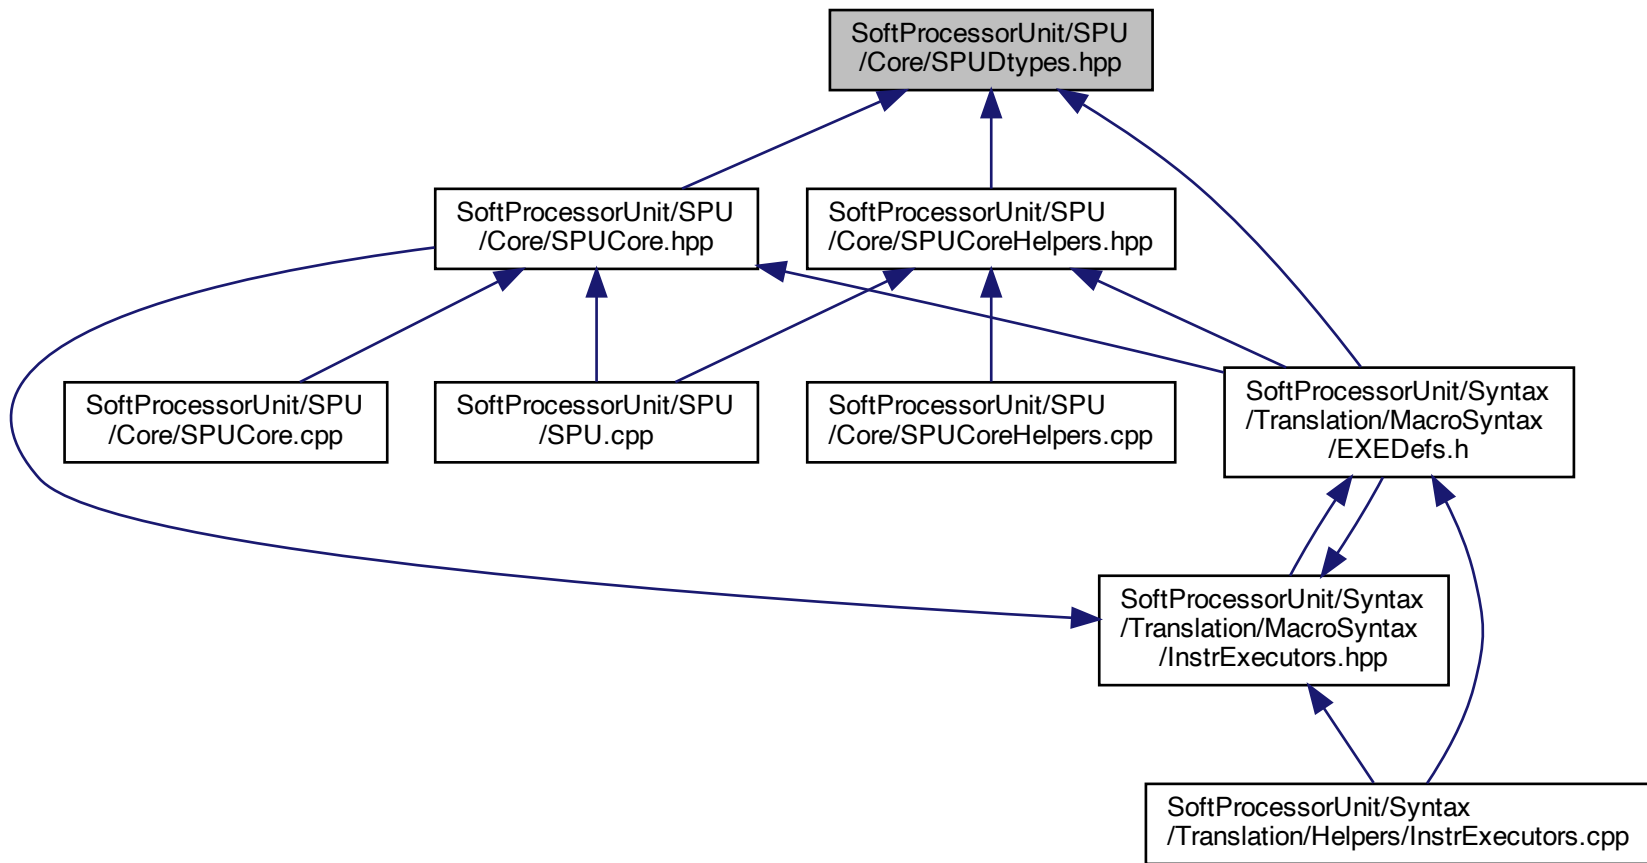 SoftProcessorUnit/SPU
/Core/SPUDtypes.hpp
SoftProcessorUnit/SPU
/Core/SPUCore.hpp
SoftProcessorUnit/SPU
/Core/SPUCoreHelpers.hpp
SoftProcessorUnit/SPU
/Core/SPUCore.cpp
SoftProcessorUnit/SPU
/SPU.cpp
SoftProcessorUnit/SPU
/Core/SPUCoreHelpers.cpp
SoftProcessorUnit/Syntax
/Translation/MacroSyntax
/EXEDefs.h
SoftProcessorUnit/Syntax
/Translation/MacroSyntax
/InstrExecutors.hpp
SoftProcessorUnit/Syntax
/Translation/Helpers/InstrExecutors.cpp